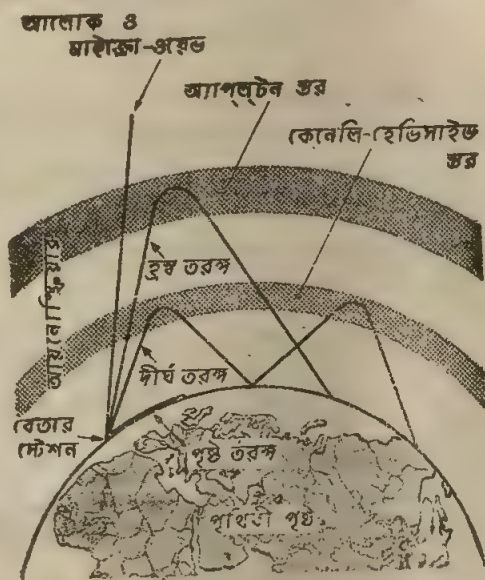 আলোক ও
মাইক্রো-ওয়েভ
অ্যাপল্‌টন স্তর
কেনেলি-হেভিসাইড
স্তর
আয়নোস্ফিয়ার
হ্রস্ব তরঙ্গ
দীর্ঘ তরঙ্গ
বেতার
স্টেশন
পৃষ্ঠ তরঙ্গ
পৃথিবী পৃষ্ঠ